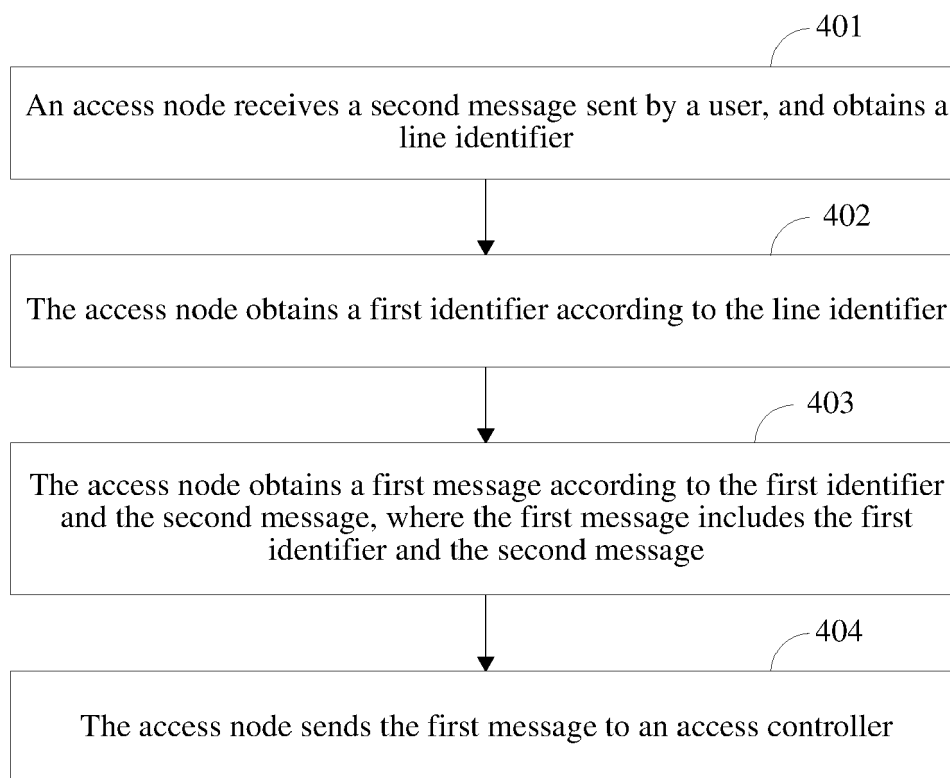 401
An access node receives a second message sent by a user, and obtains a
line identifier
402
The access node obtains a first identifier according to the line identifier
403
The access node obtains a first message according to the first identifier
and the second message, where the first message includes the first
identifier and the second message
404
The access node sends the first message to an access controller